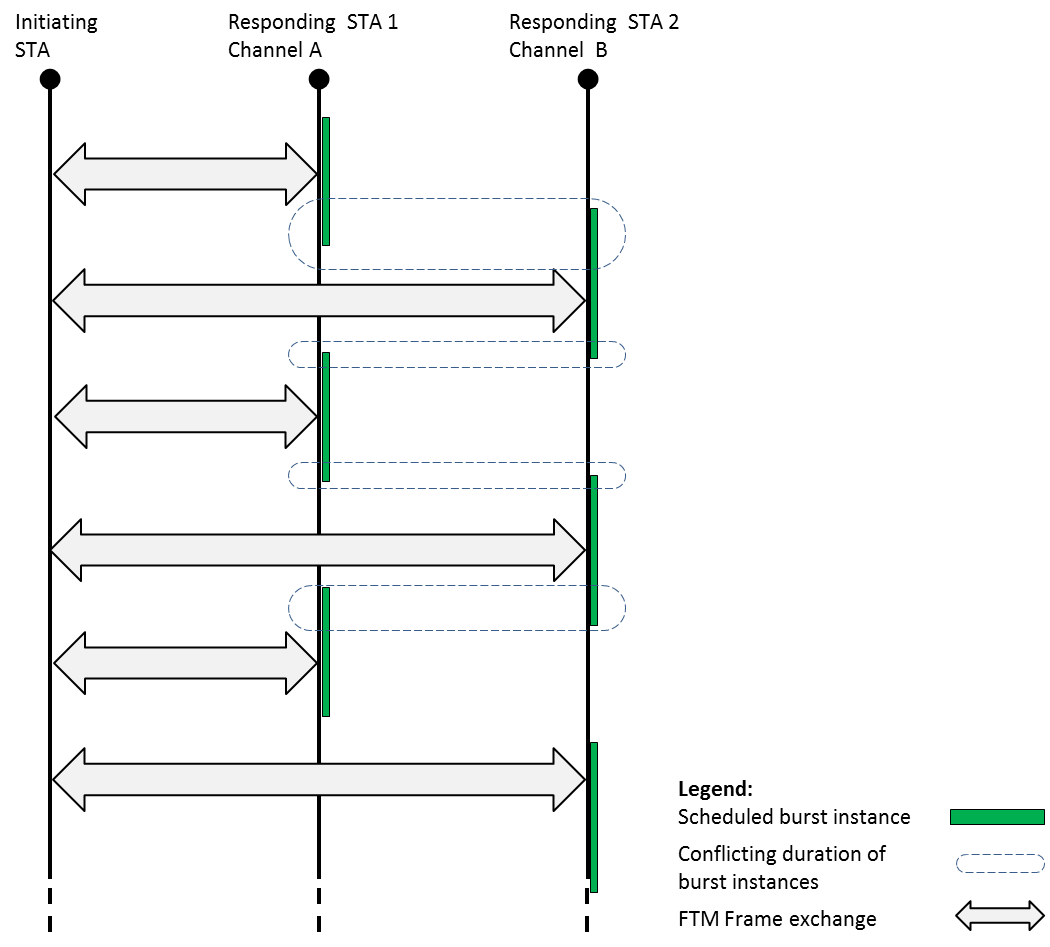 Initiating
STA
Responding STA 1
Channel A
Responding STA 2
Channel B
Legend:
Scheduled burst instance
Conflicting duration of
burst instances
FTM Frame exchange